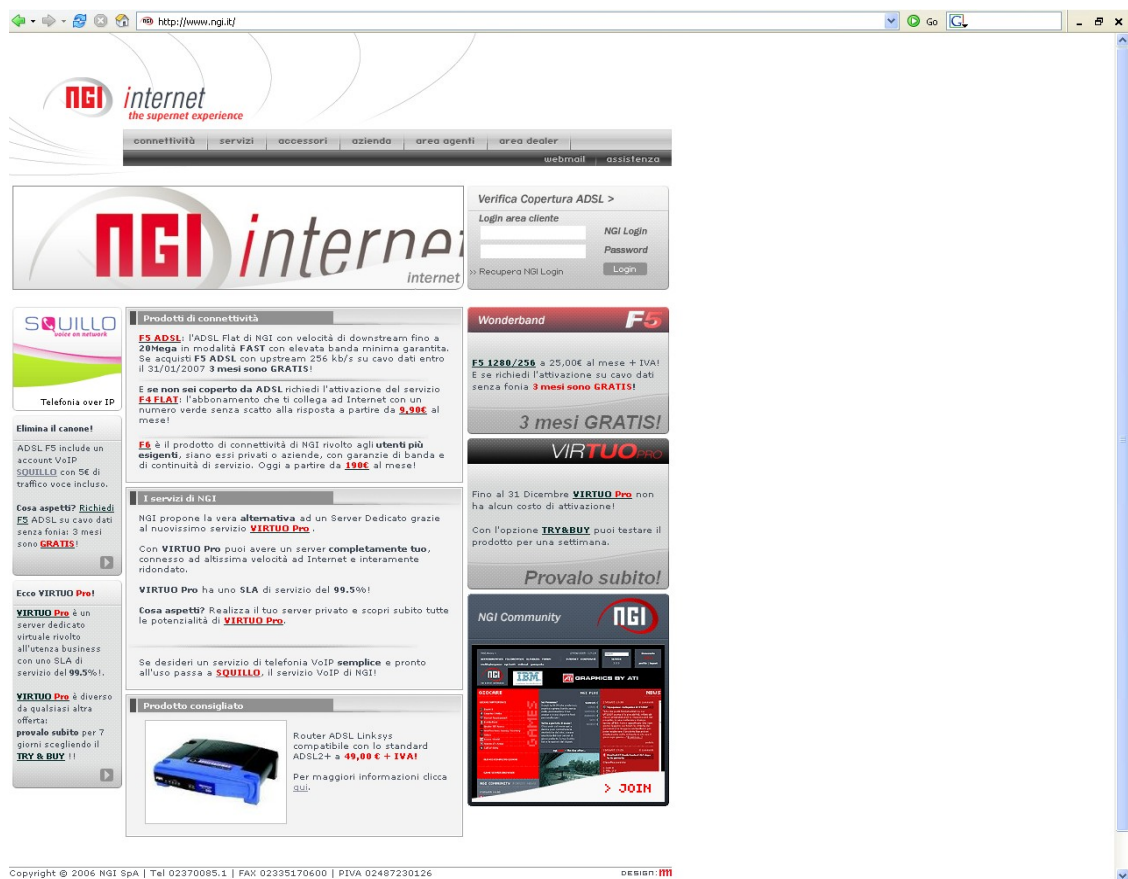 http://www.ngi.it/
Go
G
NGI internet
the supernet experience
connettività servizi accessori azienda area agenti area dealer
webmail assistenza
NGI internet
internet
Verifica Copertura ADSL >
Login area cliente
NGI Login
Password
›› Recupera NGI Login
Login
SQUILLO
voice on network
Telefonia over IP
Elimina il canone!
ADSL F5 include un
account VoIP
SQUILLO con 5€ di
traffico voce incluso.
Cosa aspetti? Richiedi
F5 ADSL su cavo dati
senza fonia: 3 mesi
sono GRATIS!
Ecco VIRTUO Pro!
VIRTUO Pro è un
server dedicato
virtuale rivolto
all'utenza business
con uno SLA di
servizio del 99.5%!.
VIRTUO Pro è diverso
da qualsiasi altra
offerta:
provalo subito per 7
giorni scegliendo il
TRY & BUY !!
Prodotti di connettività
F5 ADSL: l'ADSL Flat di NGI con velocità di downstream fino a
20Mega in modalità FAST con elevata banda minima garantita.
Se acquisti F5 ADSL con upstream 256 kb/s su cavo dati entro
il 31/01/2007 3 mesi sono GRATIS!
E se non sei coperto da ADSL richiedi l'attivazione del servizio
F4 FLAT: l'abbonamento che ti collega ad Internet con un
numero verde senza scatto alla risposta a partire da 9,90€ al
mese!
F6 è il prodotto di connettività di NGI rivolto agli utenti più
esigenti, siano essi privati o aziende, con garanzie di banda e
di continuità di servizio. Oggi a partire da 190€ al mese!
I servizi di NGI
NGI propone la vera alternativa ad un Server Dedicato grazie
al nuovissimo servizio VIRTUO Pro .
Con VIRTUO Pro puoi avere un server completamente tuo,
connesso ad altissima velocità ad Internet e interamente
ridondato.
VIRTUO Pro ha uno SLA di servizio del 99.5%!
Cosa aspetti? Realizza il tuo server privato e scopri subito tutte
le potenzialità di VIRTUO Pro.
Se desideri un servizio di telefonia VoIP semplice e pronto
all'uso passa a SQUILLO, il servizio VoIP di NGI!
Prodotto consigliato
Router ADSL Linksys
compatibile con lo standard
ADSL2+ a 49,00 € + IVA!
Per maggiori informazioni clicca
qui.
Wonderband F5
F5 1280/256 a 25,00€ al mese + IVA!
E se richiedi l'attivazione su cavo dati
senza fonia 3 mesi sono GRATIS!
3 mesi GRATIS!
VIRTUO PRO
Fino al 31 Dicembre VIRTUO Pro non
ha alcun costo di attivazione!
Con l'opzione TRY&BUY puoi testare il
prodotto per una settimana.
Provalo subito!
NGI Community NGI
NGI IBM ATI GRAPHICS BY ATI
GIOCARE NGI PLUS NEWS
GAMES
> JOIN
Copyright © 2006 NGI SpA | Tel 02370085.1 | FAX 02335170600 | PIVA 02487230126
DESIGN: